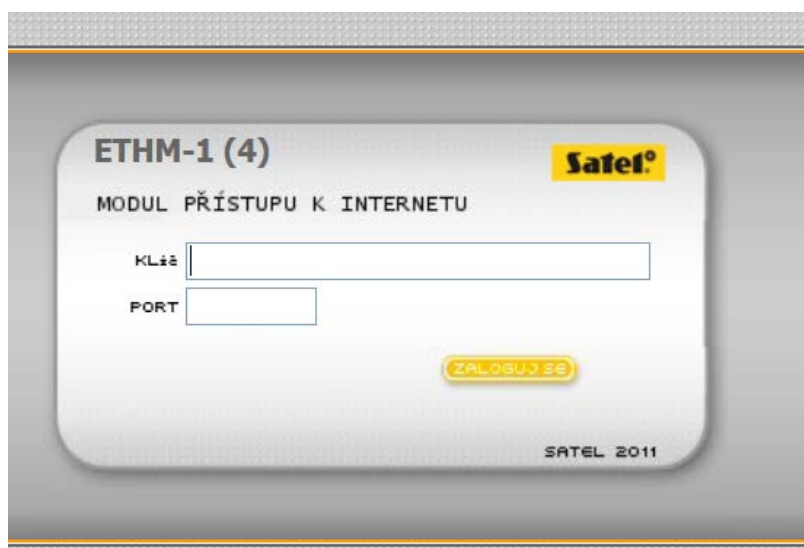 ETHM-1 (4)
Satel®
MODUL PŘÍSTUPU K INTERNETU
KLíč
PORT
ZALOGUJ SE
SATEL 2011